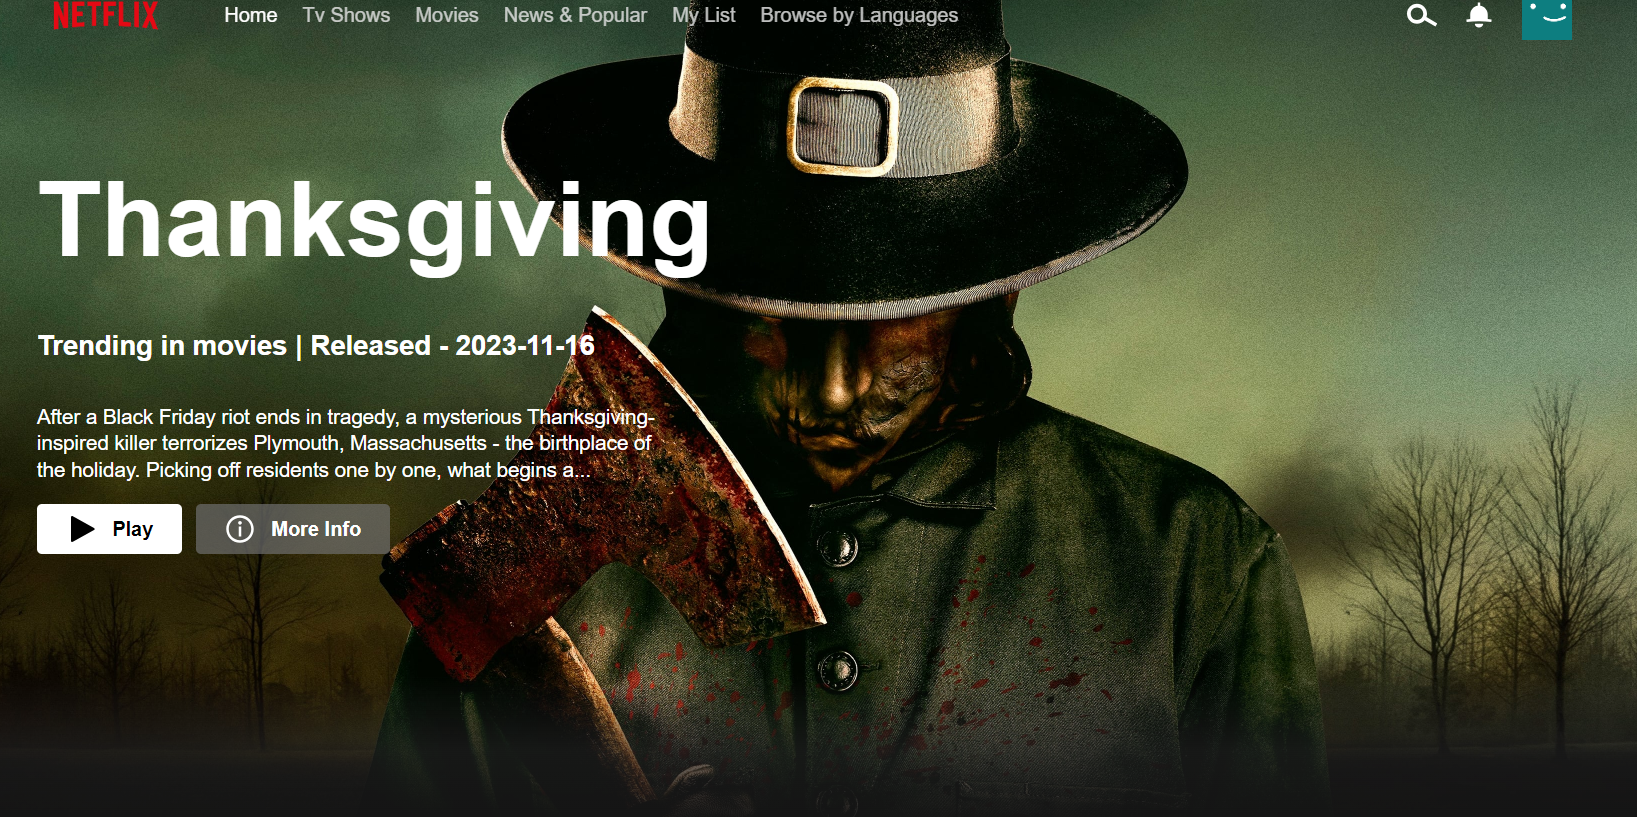 NETFLIX Home Tv Shows Movies News & Popular My List Browse by Languages
Thanksgiving
Trending in movies | Released - 2023-11-16
After a Black Friday riot ends in tragedy, a mysterious Thanksgiving-
inspired killer terrorizes Plymouth, Massachusetts - the birthplace of
the holiday. Picking off residents one by one, what begins a...
Play More Info